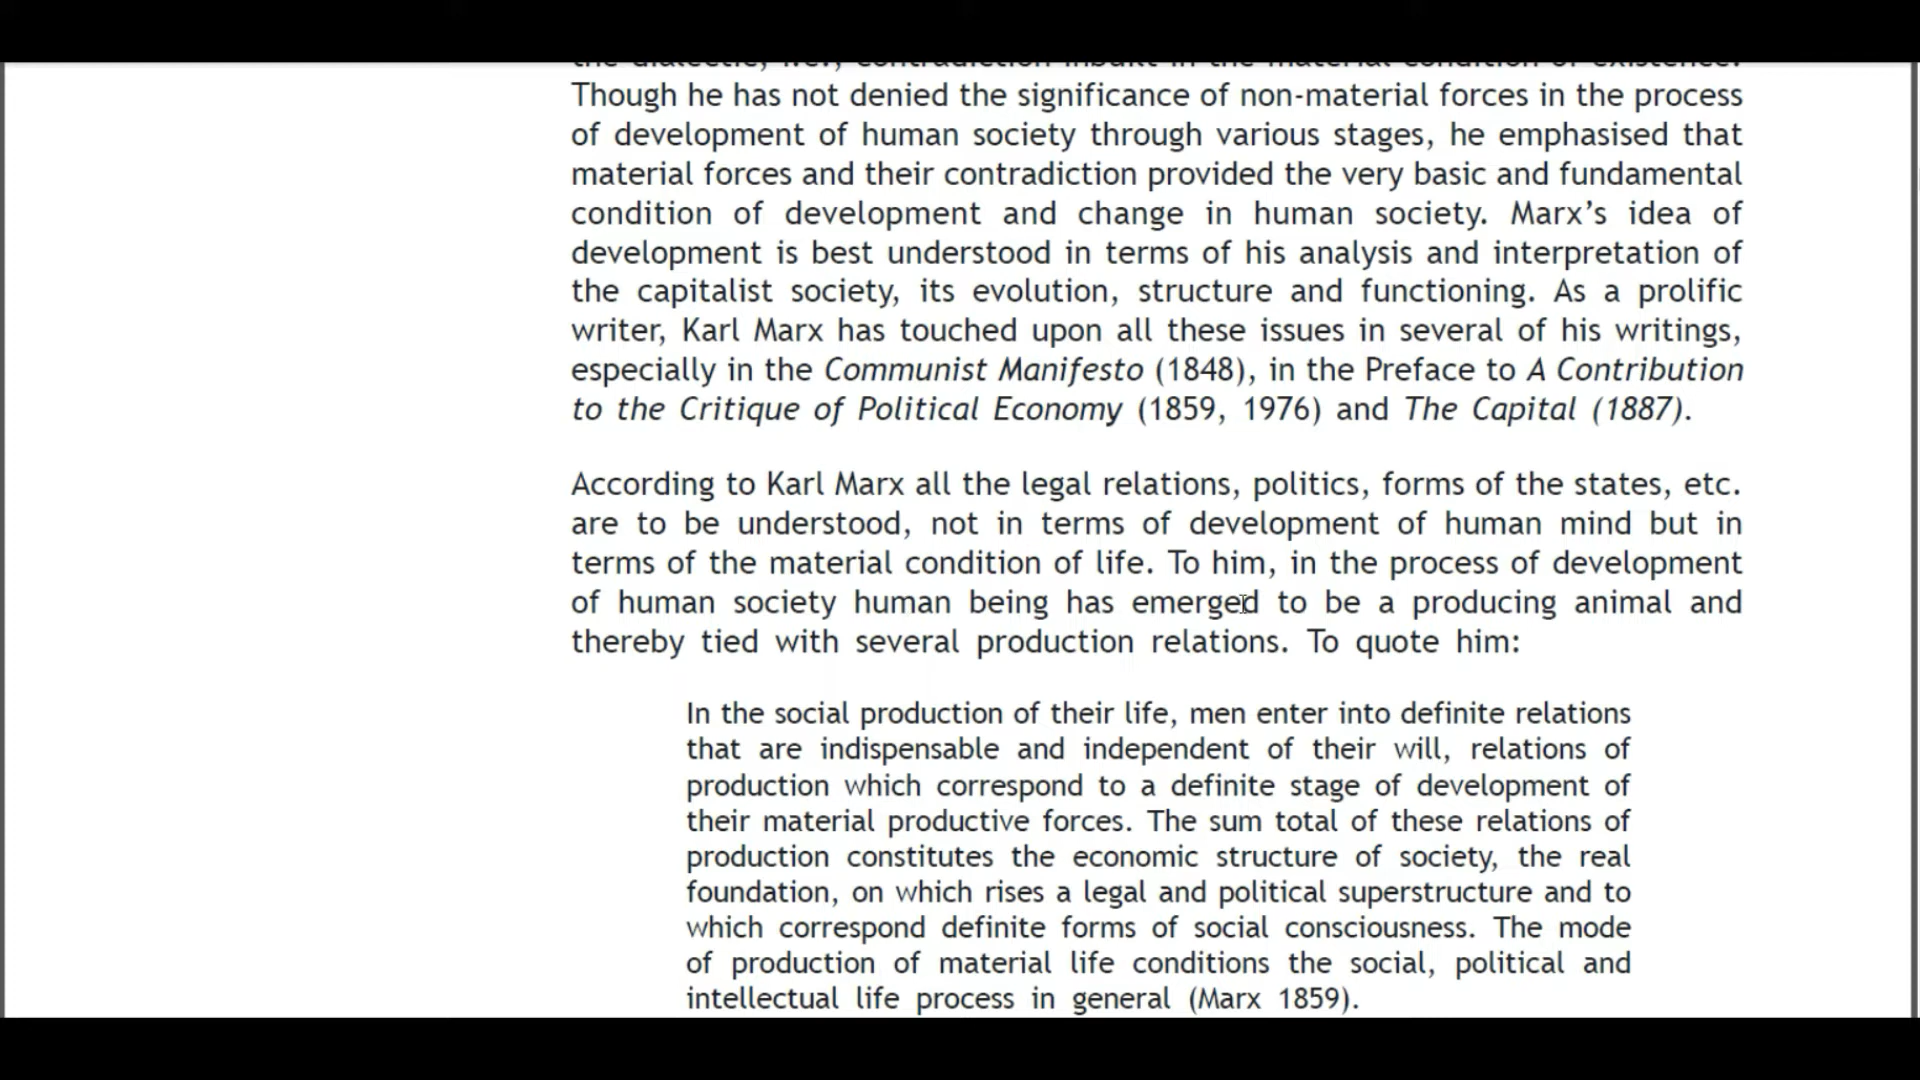 the dialectic, i.e., contradiction inbuilt in the material condition of existence.
Though he has not denied the significance of non-material forces in the process
of development of human society through various stages, he emphasised that
material forces and their contradiction provided the very basic and fundamental
condition of development and change in human society. Marx’s idea of
development is best understood in terms of his analysis and interpretation of
the capitalist society, its evolution, structure and functioning. As a prolific
writer, Karl Marx has touched upon all these issues in several of his writings,
especially in the Communist Manifesto (1848), in the Preface to A Contribution
to the Critique of Political Economy (1859, 1976) and The Capital (1887).
According to Karl Marx all the legal relations, politics, forms of the states, etc.
are to be understood, not in terms of development of human mind but in
terms of the material condition of life. To him, in the process of development
of human society human being has emerged to be a producing animal and
thereby tied with several production relations. To quote him:
In the social production of their life, men enter into definite relations
that are indispensable and independent of their will, relations of
production which correspond to a definite stage of development of
their material productive forces. The sum total of these relations of
production constitutes the economic structure of society, the real
foundation, on which rises a legal and political superstructure and to
which correspond definite forms of social consciousness. The mode
of production of material life conditions the social, political and
intellectual life process in general (Marx 1859).